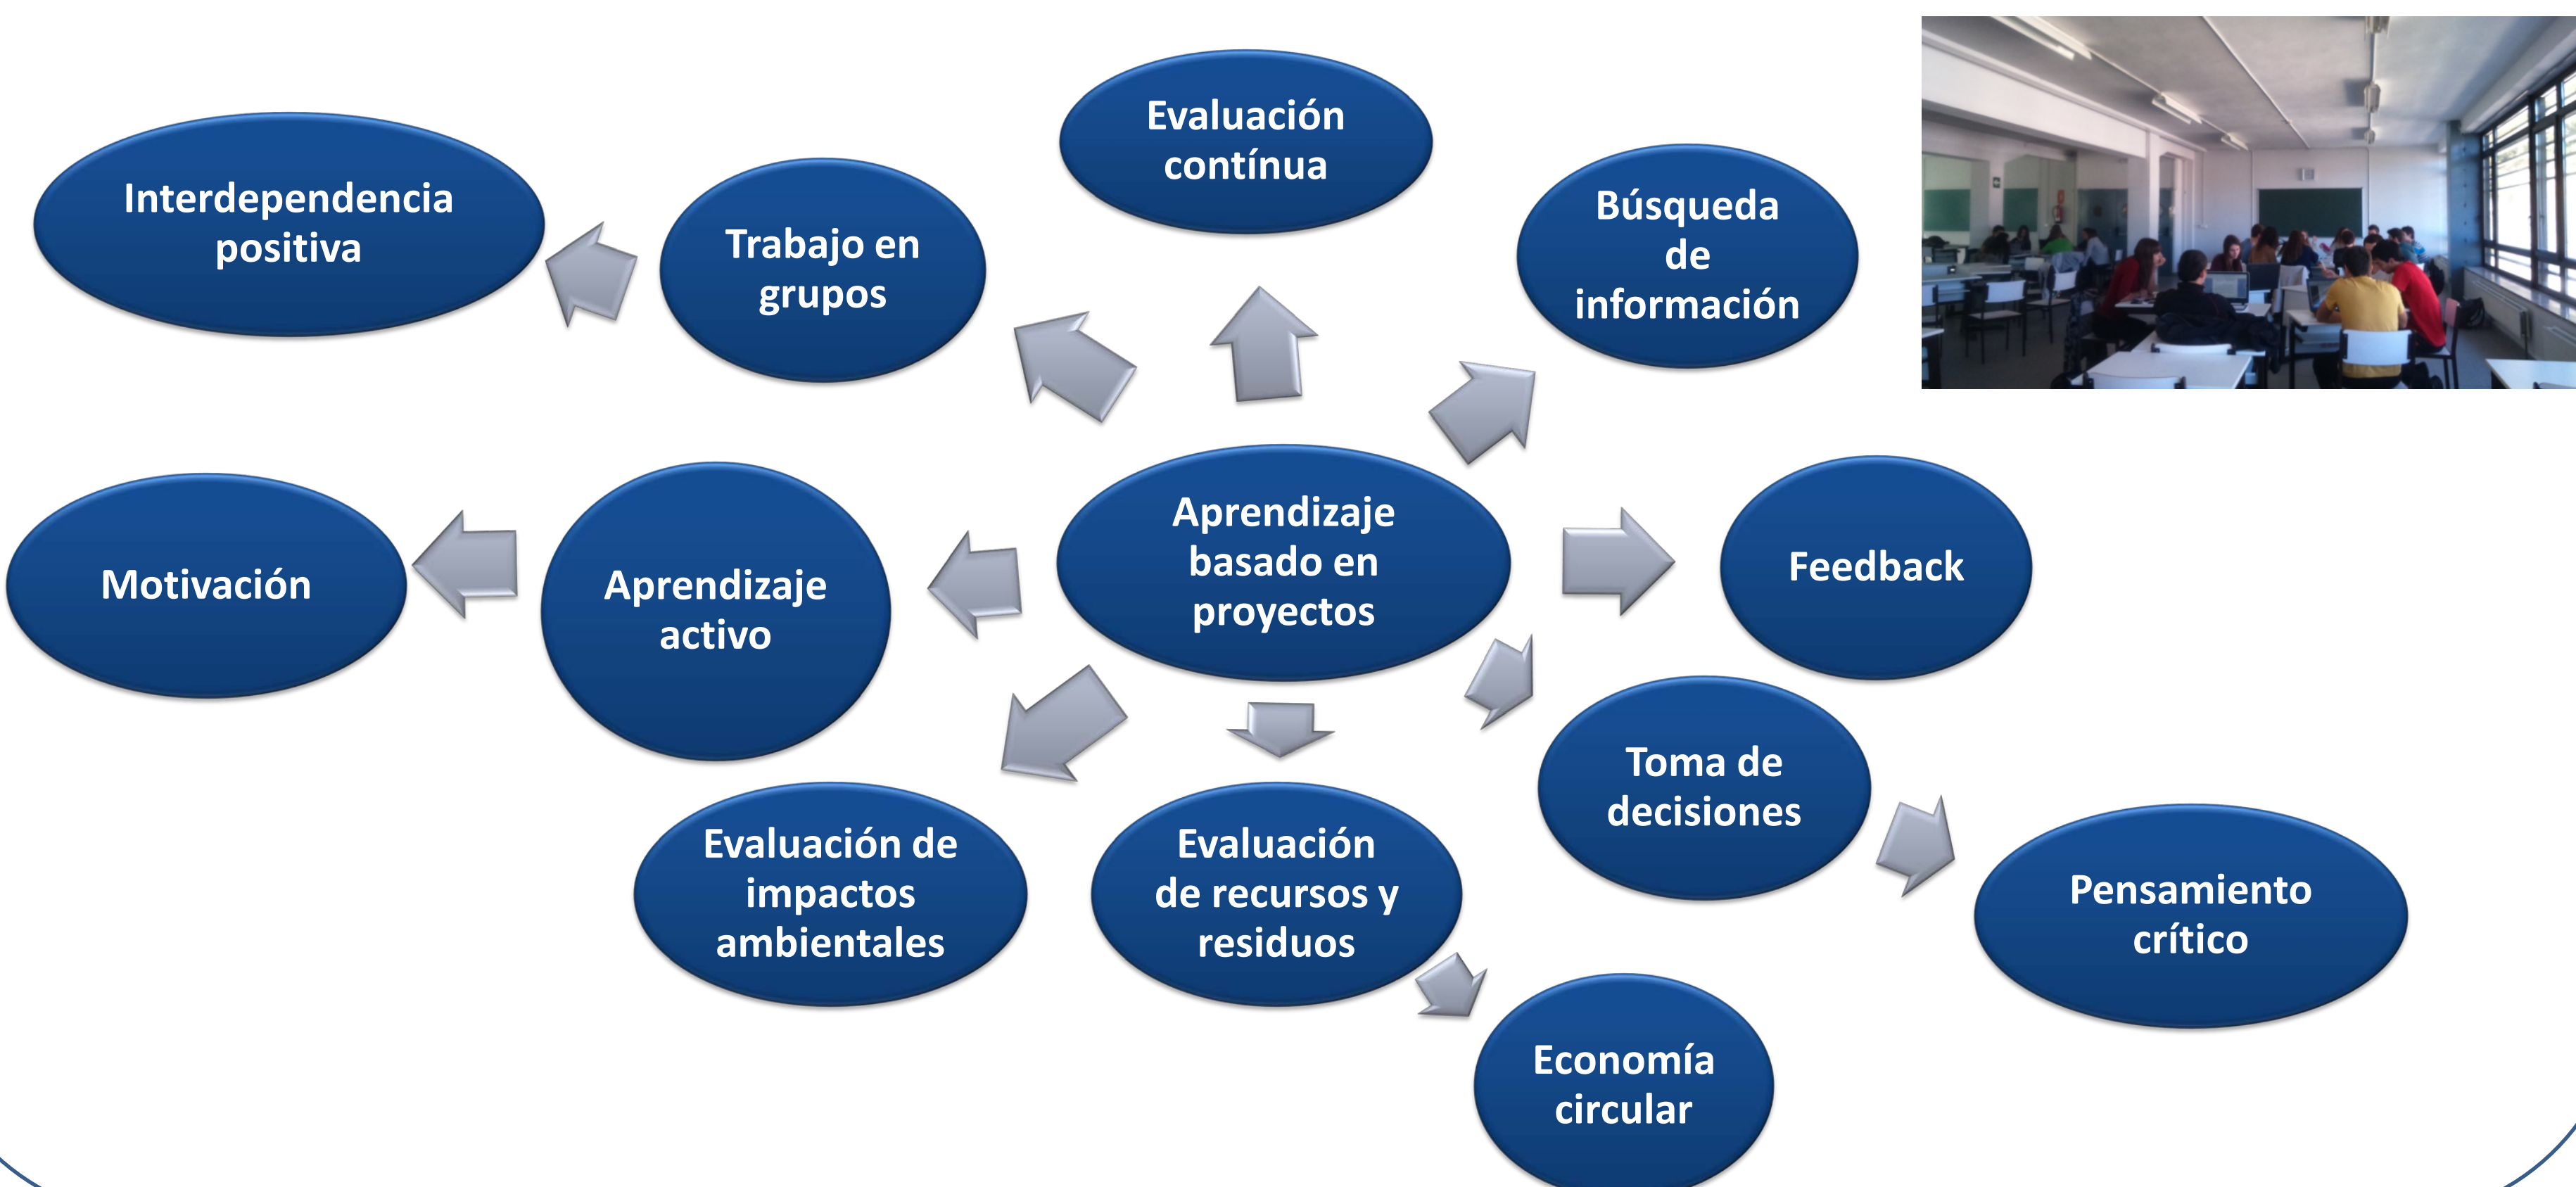 Evaluación
contínua
Interdependencia
positiva
Trabajo en
grupos
Búsqueda
de
información
Aprendizaje
basado en
proyectos
Feedback
Motivación
Aprendizaje
activo
Toma de
decisiones
Evaluación de
impactos
ambientales
Evaluación
de recursos y
residuos
Pensamiento
crítico
Economía
circular